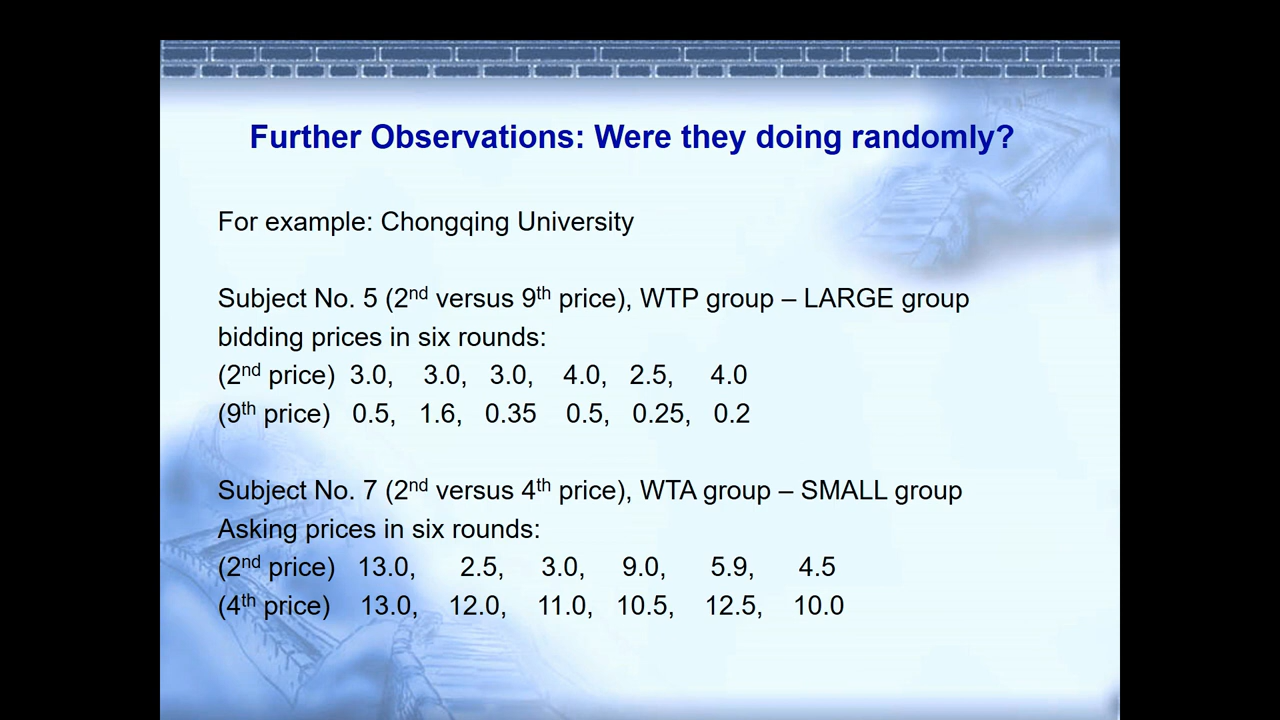 Further Observations: Were they doing randomly?
For example: Chongqing University
Subject No. 5 (2nd versus 9th price), WTP group – LARGE group
bidding prices in six rounds:
(2nd price) 3.0, 3.0, 3.0, 4.0, 2.5, 4.0
(9th price) 0.5, 1.6, 0.35 0.5, 0.25, 0.2
Subject No. 7 (2nd versus 4th price), WTA group – SMALL group
Asking prices in six rounds:
(2nd price) 13.0, 2.5, 3.0, 9.0, 5.9, 4.5
(4th price) 13.0, 12.0, 11.0, 10.5, 12.5, 10.0